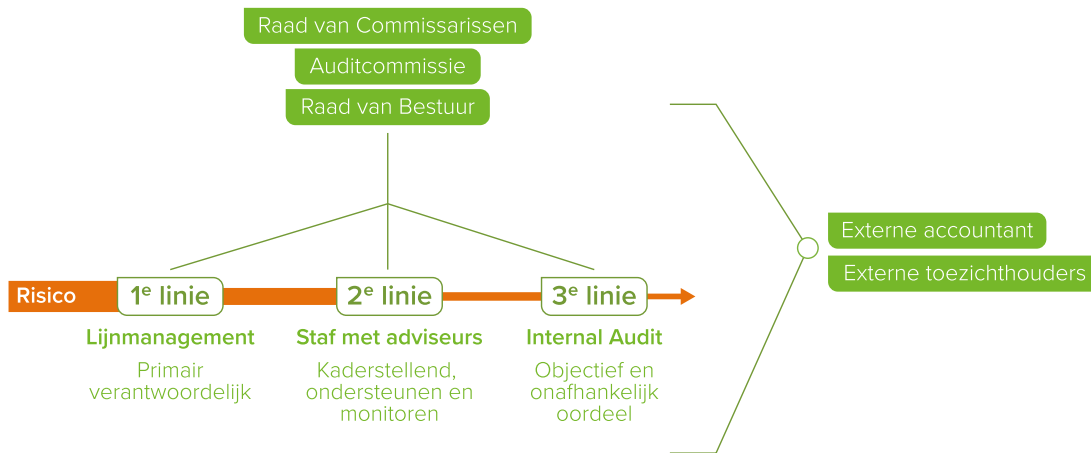 Raad van Commissarissen
Auditcommissie
Raad van Bestuur
Externe accountant
Externe toezichthouders
Risico
1e linie
2e linie
3e linie
Lijnmanagement
Primair
verantwoordelijk
Staf met adviseurs
Kaderstellend,
ondersteunen en
monitoren
Internal Audit
Objectief en
onafhankelijk
oordeel